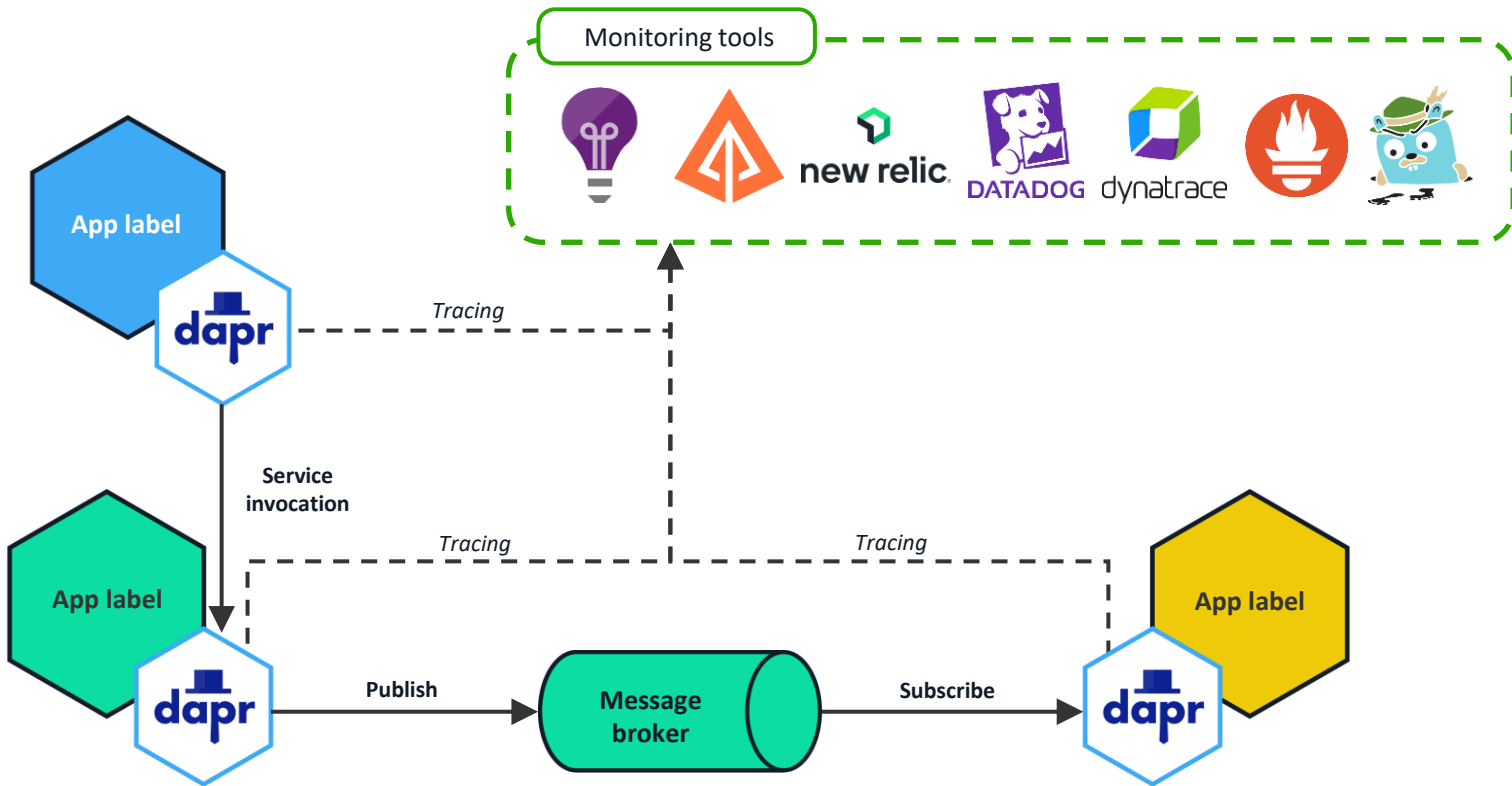 Monitoring tools
new relic.
DATADOG
dynatrace
App label
dapr
Tracing
Service
invocation
Tracing
Tracing
App label
App label
dapr
Publish
Message
broker
Subscribe
dapr